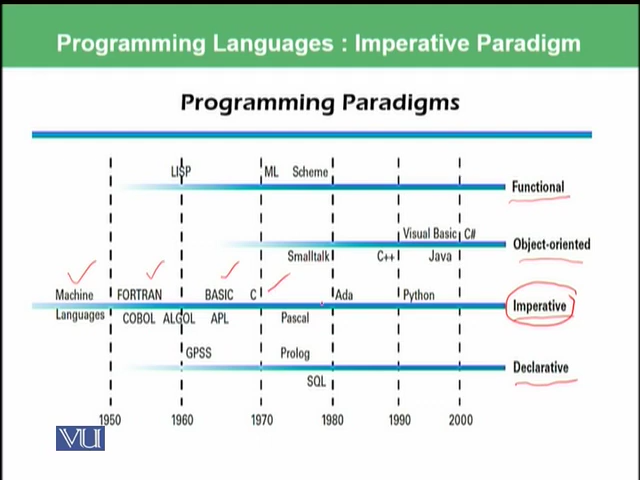 Programming Languages : Imperative Paradigm
Programming Paradigms
LISP ML Scheme
Functional
Visual Basic C#
Object-oriented
Smalltalk C++ Java
Machine FORTRAN BASIC C Ada Python
Imperative
Languages COBOL ALGOL APL Pascal
GPSS Prolog
Declarative
SQL
1950 1960 1970 1980 1990 2000
VU